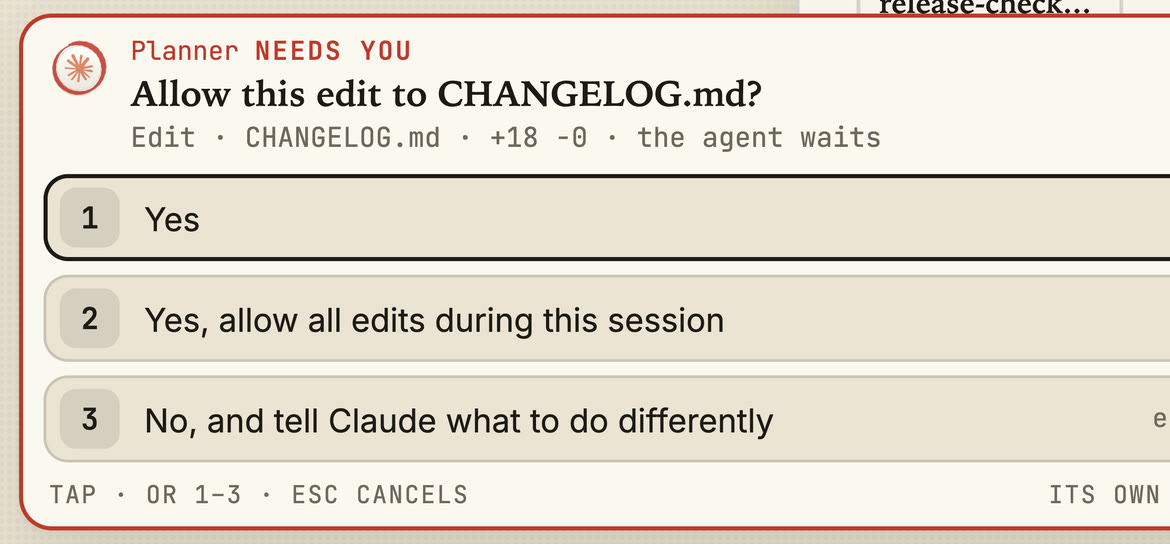 release-check...
Planner NEEDS YOU
Allow this edit to CHANGELOG.md?
Edit · CHANGELOG.md · +18 -0 · the agent waits
1 Yes
2 Yes, allow all edits during this session
3 No, and tell Claude what to do differently
TAP · OR 1–3 · ESC CANCELS
ITS OWN